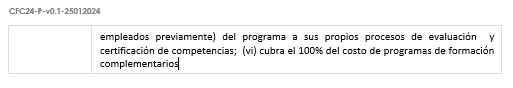 CFC24-P-v0.1-25012024
empleados previamente) del programa a sus propios procesos de evaluación y
certificación de competencias; (vi) cubra el 100% del costo de programas de formación
complementarios